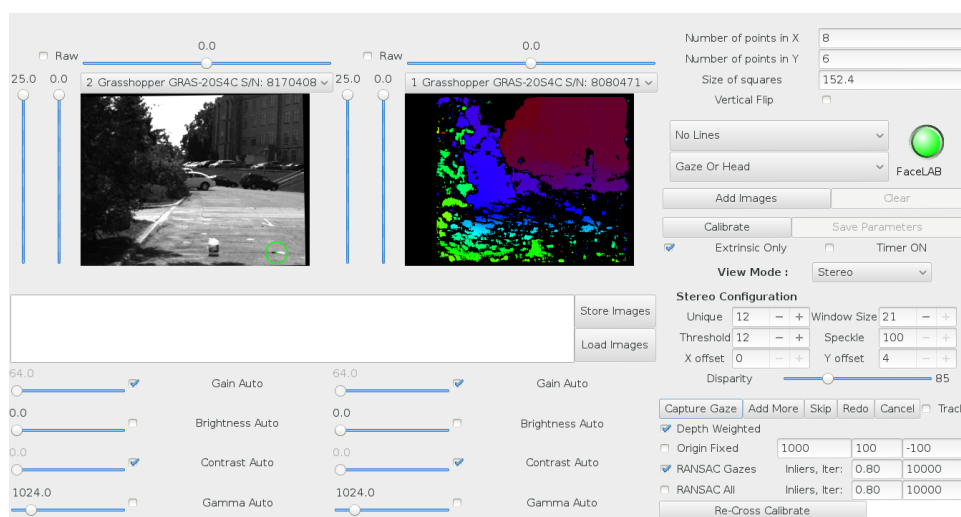 Raw 0.0 Raw 0.0
25.0 0.0 2 Grasshopper GRAS-20S4C S/N: 8170408 25.0 0.0 1 Grasshopper GRAS-20S4C S/N: 8080471
Number of points in X 8
Number of points in Y 6
Size of squares 152.4
Vertical Flip
No Lines
Gaze Or Head
FaceLAB
Add Images Clear
Calibrate Save Parameters
Extrinsic Only Timer ON
View Mode : Stereo
Stereo Configuration
Unique 12 - + Window Size 21 - +
Threshold 12 - + Speckle 100 - +
X offset 0 - + Y offset 4 - +
Disparity 85
Store Images
Load Images
64.0 Gain Auto 64.0 Gain Auto
0.0 Brightness Auto 0.0 Brightness Auto
0.0 Contrast Auto 0.0 Contrast Auto
1024.0 Gamma Auto 1024.0 Gamma Auto
Capture Gaze Add More Skip Redo Cancel Track
Depth Weighted
Origin Fixed 1000 100 -100
RANSAC Gazes Inliers, Iter: 0.80 10000
RANSAC All Inliers, Iter: 0.80 10000
Re-Cross Calibrate